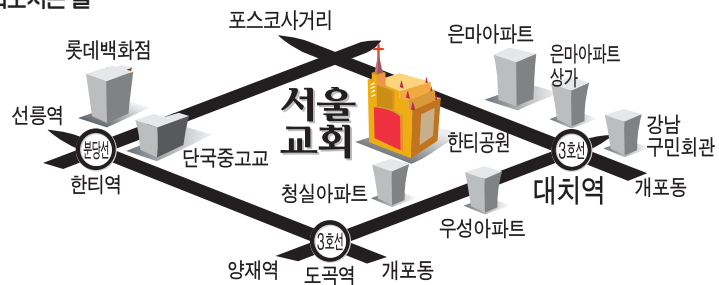 오시는 길
포스코사거리
롯데백화점
은마아파트
은마아파트
상가
선릉역
분당선
한티역
단국중고교
서울
교회
한티공원
3호선
대치역
강남
구민회관
개포동
청실아파트
우성아파트
3호선
양재역
도곡역
개포동